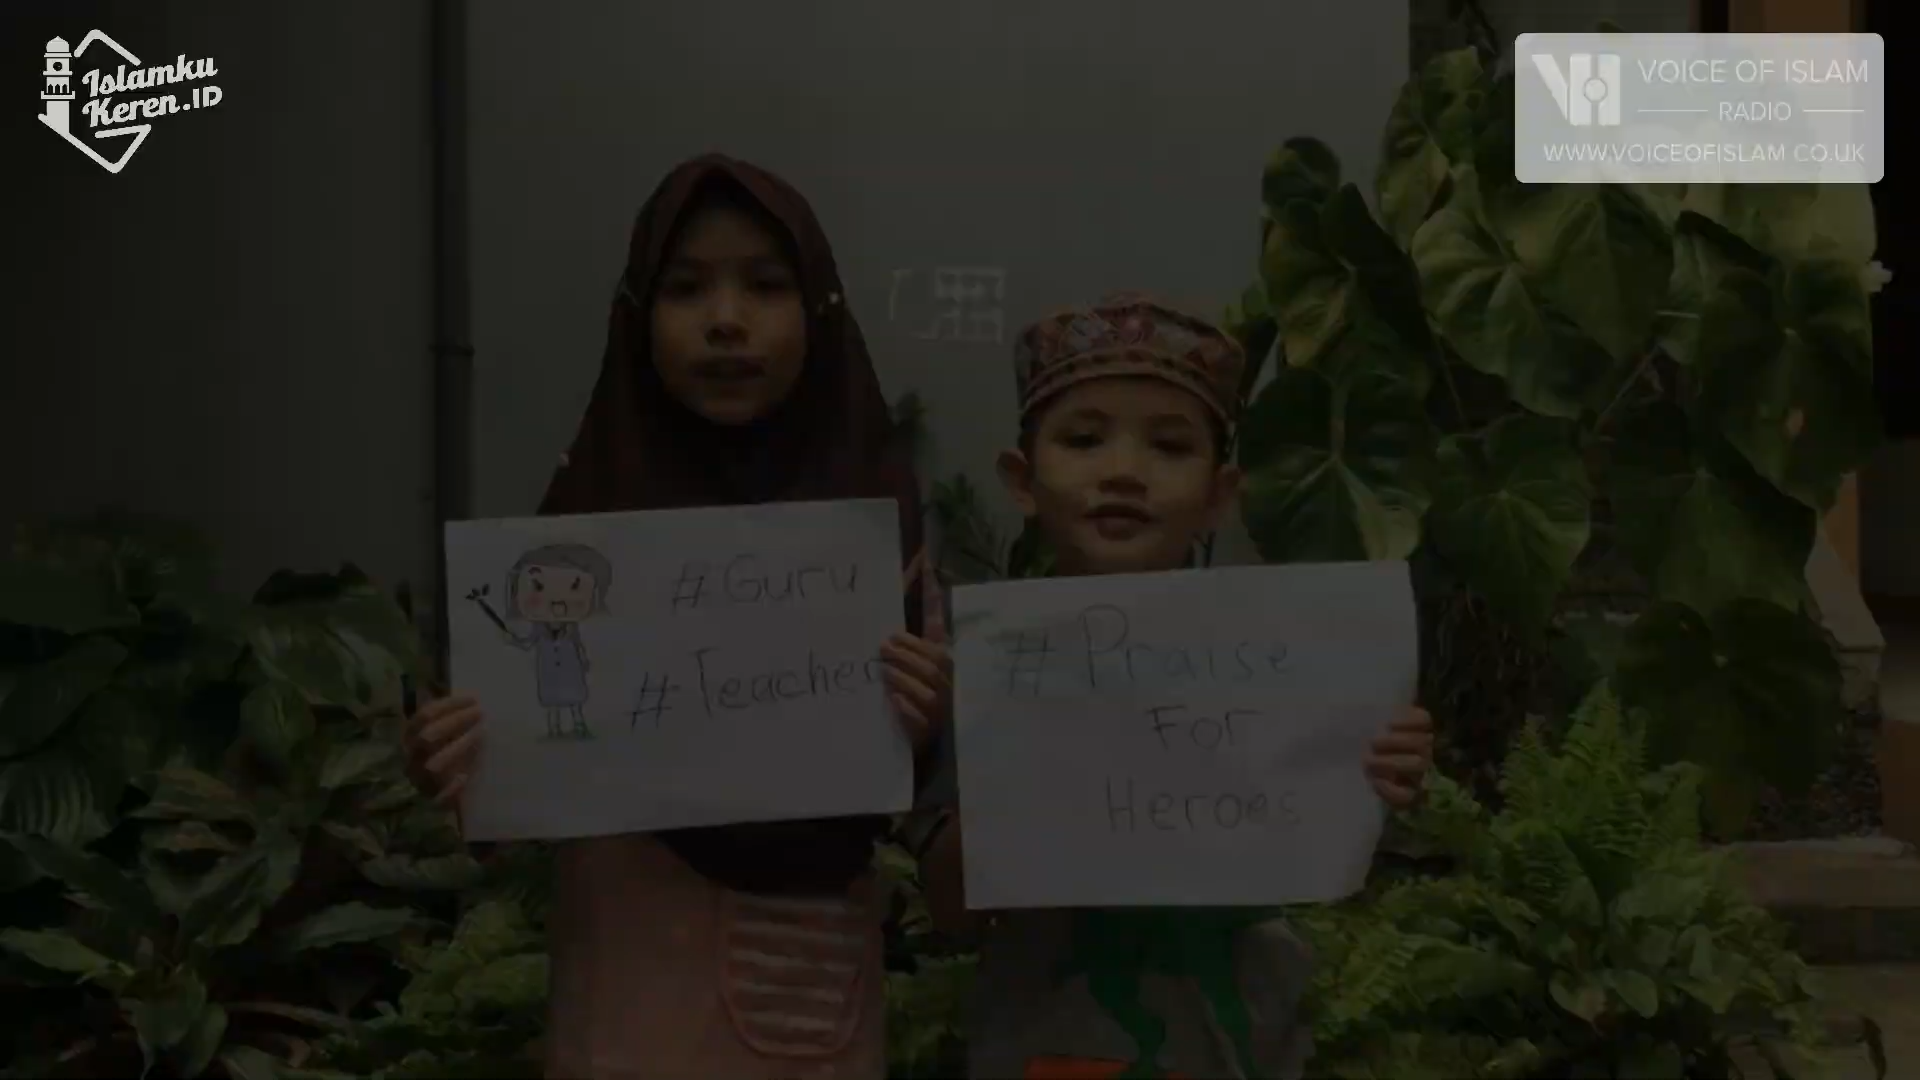 Islamku
Keren.ID
VOICE OF ISLAM
RADIO
WWW.VOICEOFISLAM.CO.UK
#Guru
#Teacher
#Praise
For
Heroes